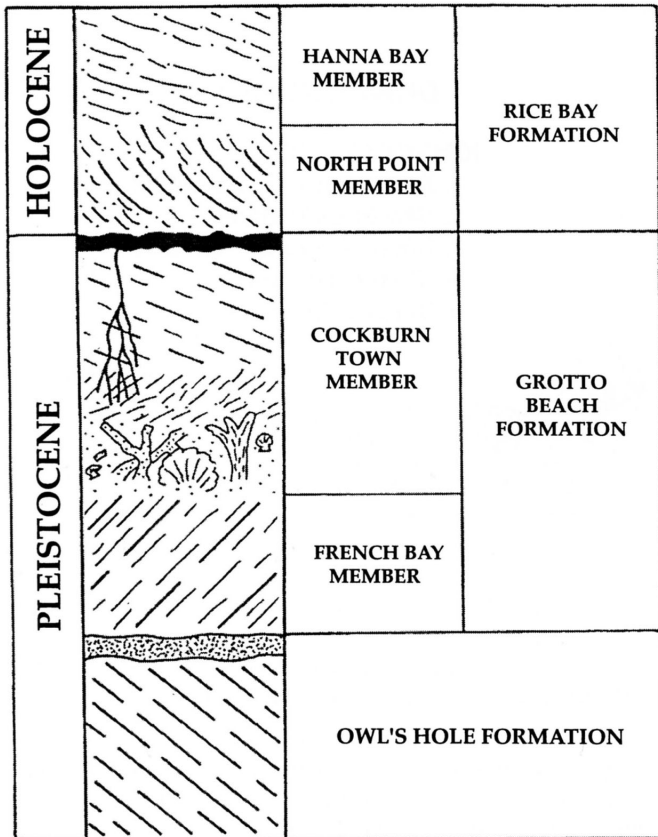 HOLOCENE
HANNA BAY
MEMBER
NORTH POINT
MEMBER
RICE BAY
FORMATION
PLEISTOCENE
COCKBURN
TOWN
MEMBER
FRENCH BAY
MEMBER
GROTTO
BEACH
FORMATION
OWL'S HOLE FORMATION